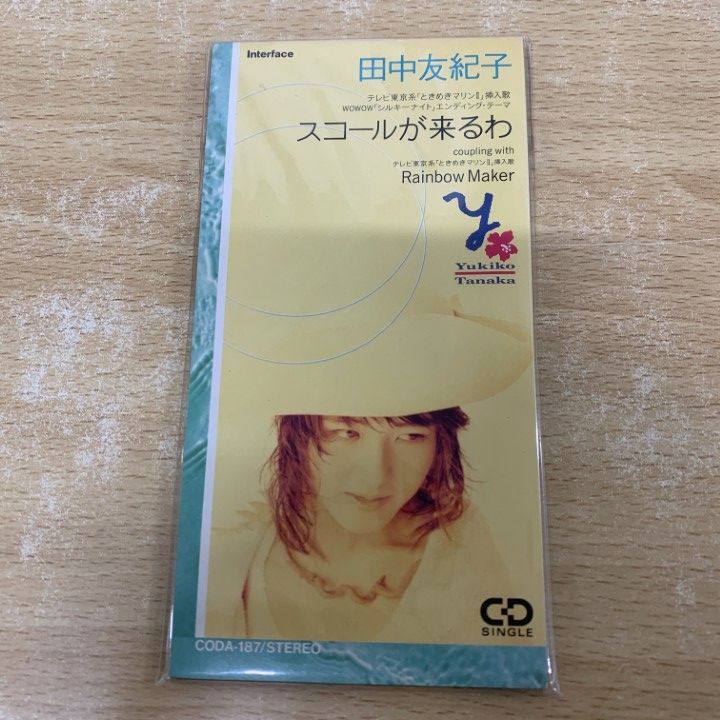 Interface
田中友紀子
テレビ東京系「ときめきマリンⅡ」挿入歌
WOWOW「シルキーナイト」エンディング・テーマ
スコールが来るわ
coupling with
テレビ東京系「ときめきマリンⅡ」挿入歌
Rainbow Maker
y
Yukiko
Tanaka
CD
SINGLE
CODA-187/STEREO